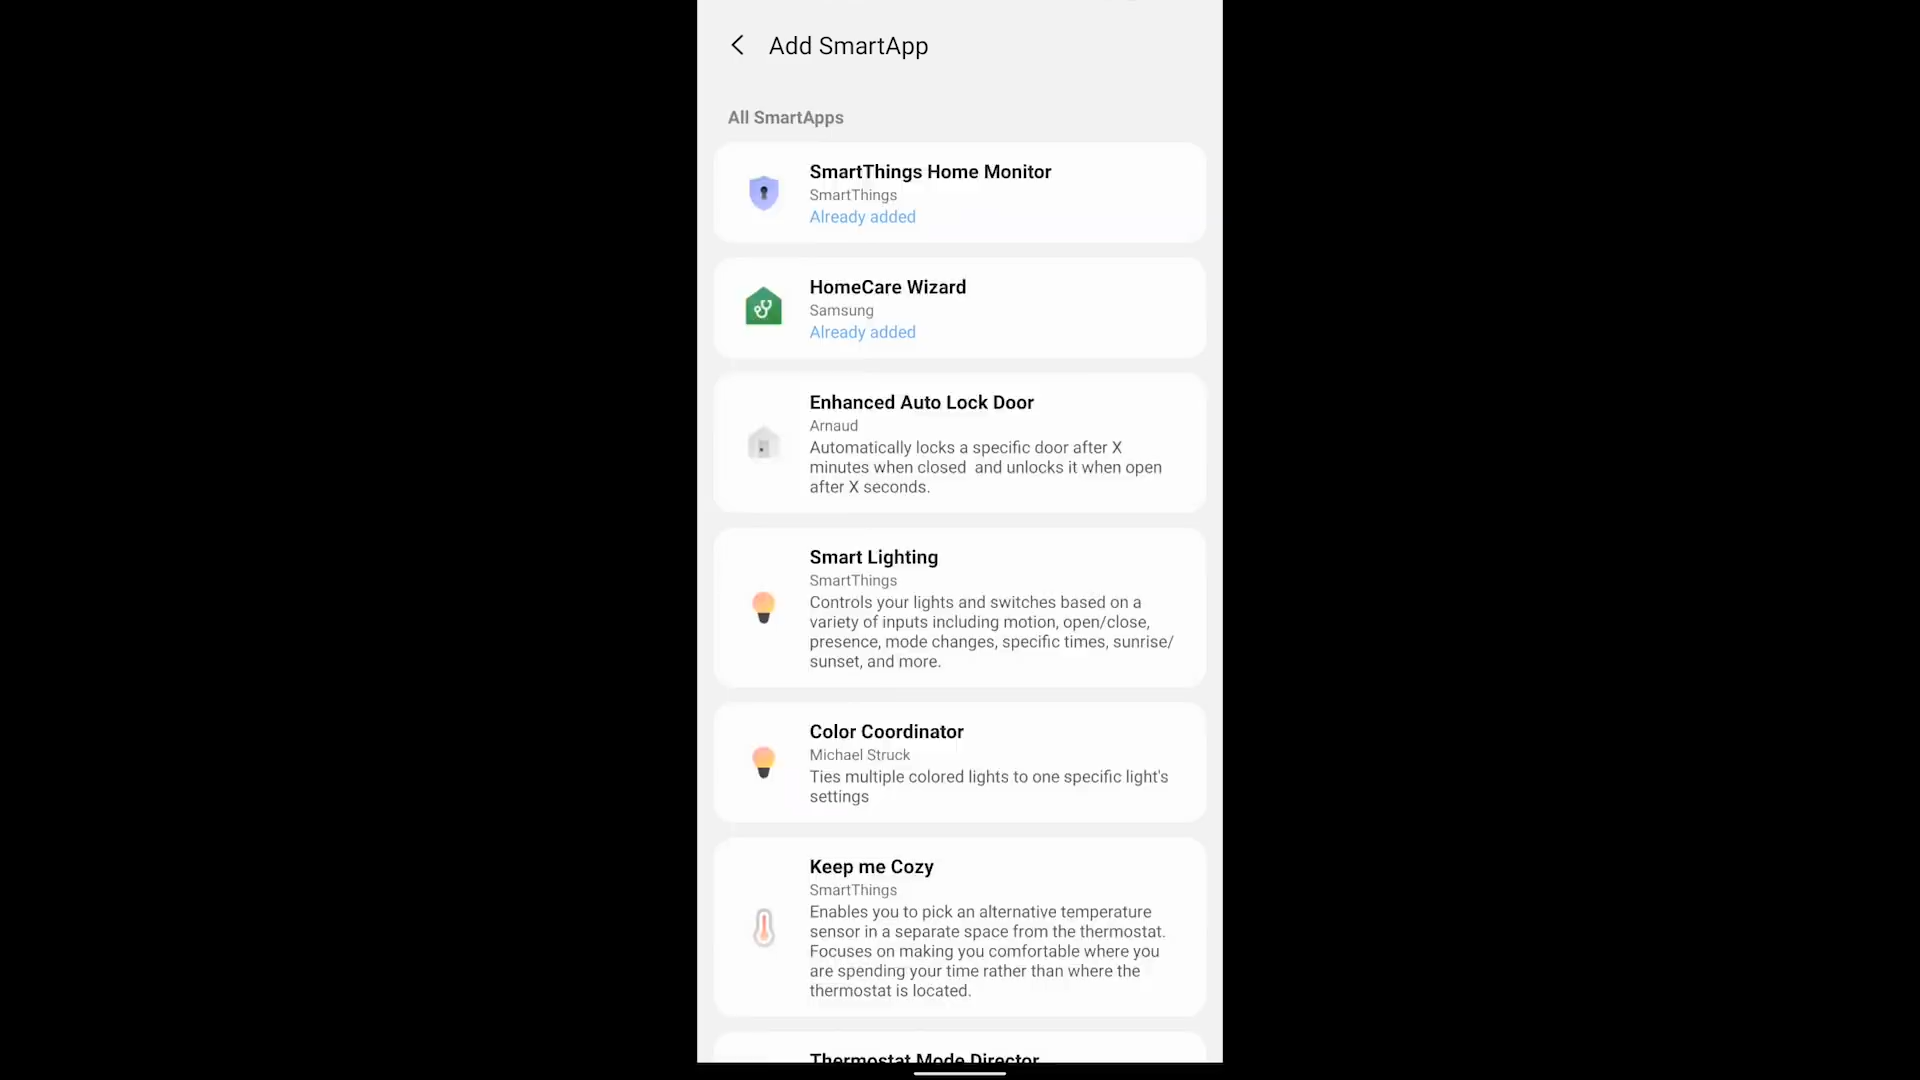 Add SmartApp
All SmartApps
SmartThings Home Monitor
SmartThings
Already added
HomeCare Wizard
Samsung
Already added
Enhanced Auto Lock Door
Arnaud
Automatically locks a specific door after X
minutes when closed  and unlocks it when open
after X seconds.
Smart Lighting
SmartThings
Controls your lights and switches based on a
variety of inputs including motion, open/close,
presence, mode changes, specific times, sunrise/
sunset, and more.
Color Coordinator
Michael Struck
Ties multiple colored lights to one specific light's
settings
Keep me Cozy
SmartThings
Enables you to pick an alternative temperature
sensor in a separate space from the thermostat.
Focuses on making you comfortable where you
are spending your time rather than where the
thermostat is located.
Thermostat Mode Director